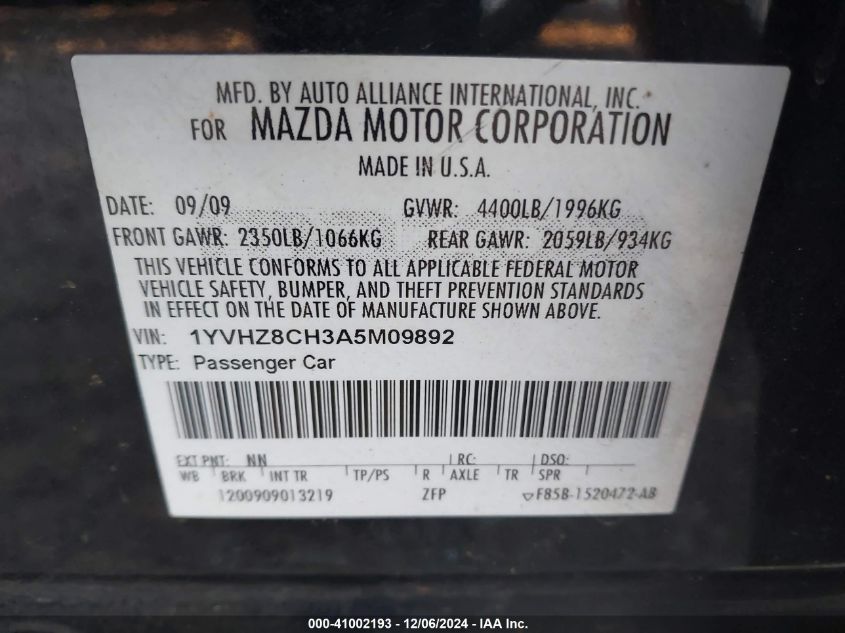 MFD. BY AUTO ALLIANCE INTERNATIONAL, INC.
FOR MAZDA MOTOR CORPORATION
MADE IN U.S.A.
DATE: 09/09 GVWR: 4400LB/1996KG
FRONT GAWR: 2350LB/1066KG REAR GAWR: 2059LB/934KG
THIS VEHICLE CONFORMS TO ALL APPLICABLE FEDERAL MOTOR
VEHICLE SAFETY, BUMPER, AND THEFT PREVENTION STANDARDS
IN EFFECT ON THE DATE OF MANUFACTURE SHOWN ABOVE.
VIN: 1YVHZ8CH3A5M09892
TYPE: Passenger Car
EXT PNT: NN RC: DSO:
WB BRK INT TR TP/PS R AXLE TR SPR
1200909013219 ZFP F85B-1520472-AB
000-41002193 - 12/06/2024 - IAA Inc.